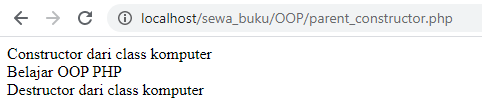 localhost/sewa_buku/OOP/parent_constructor.php
Constructor dari class komputer
Belajar OOP PHP
Destructor dari class komputer